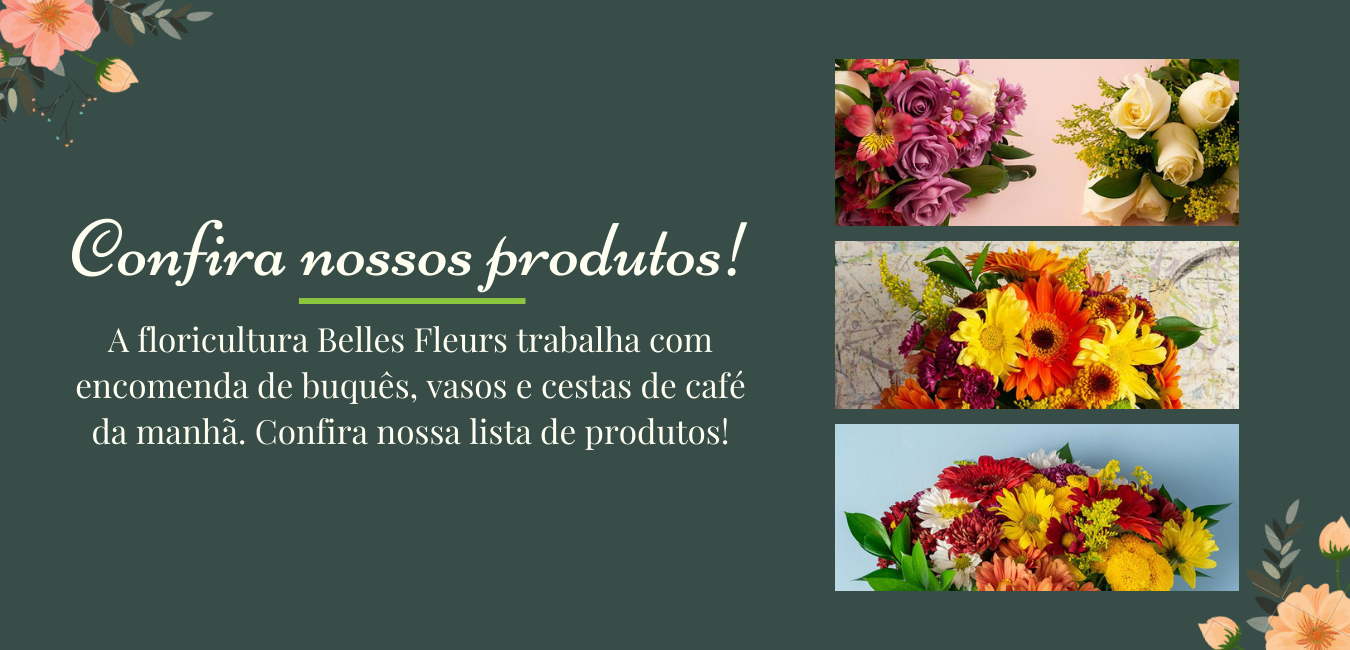 Confira nossos produtos!
A floricultura Belles Fleurs trabalha com
encomenda de buquês, vasos e cestas de café
da manhã. Confira nossa lista de produtos!